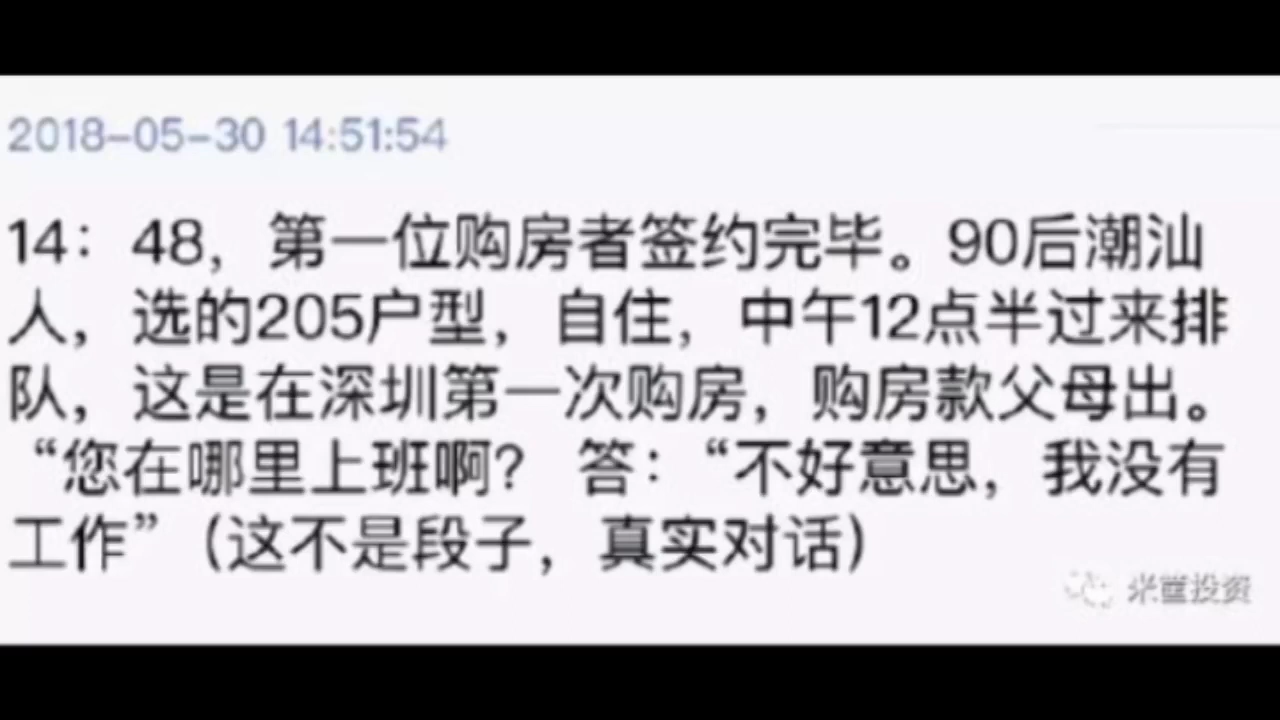 2018-05-30 14:51:54
14：48，第一位购房者签约完毕。90后潮汕
人，选的205户型，自住，中午12点半过来排
队，这是在深圳第一次购房，购房款父母出。
“您在哪里上班啊？ 答：“不好意思，我没有
工作”（这不是段子，真实对话）
米筐投资